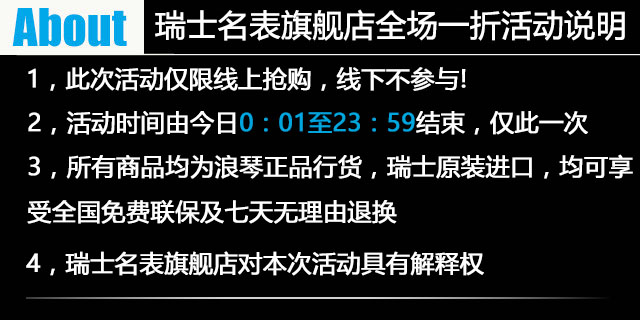 About 瑞士名表旗舰店全场一折活动说明
1，此次活动仅限线上抢购，线下不参与!
2，活动时间由今日0：01至23：59结束，仅此一次
3，所有商品均为浪琴正品行货，瑞士原装进口，均可享
受全国免费联保及七天无理由退换
4，瑞士名表旗舰店对本次活动具有解释权